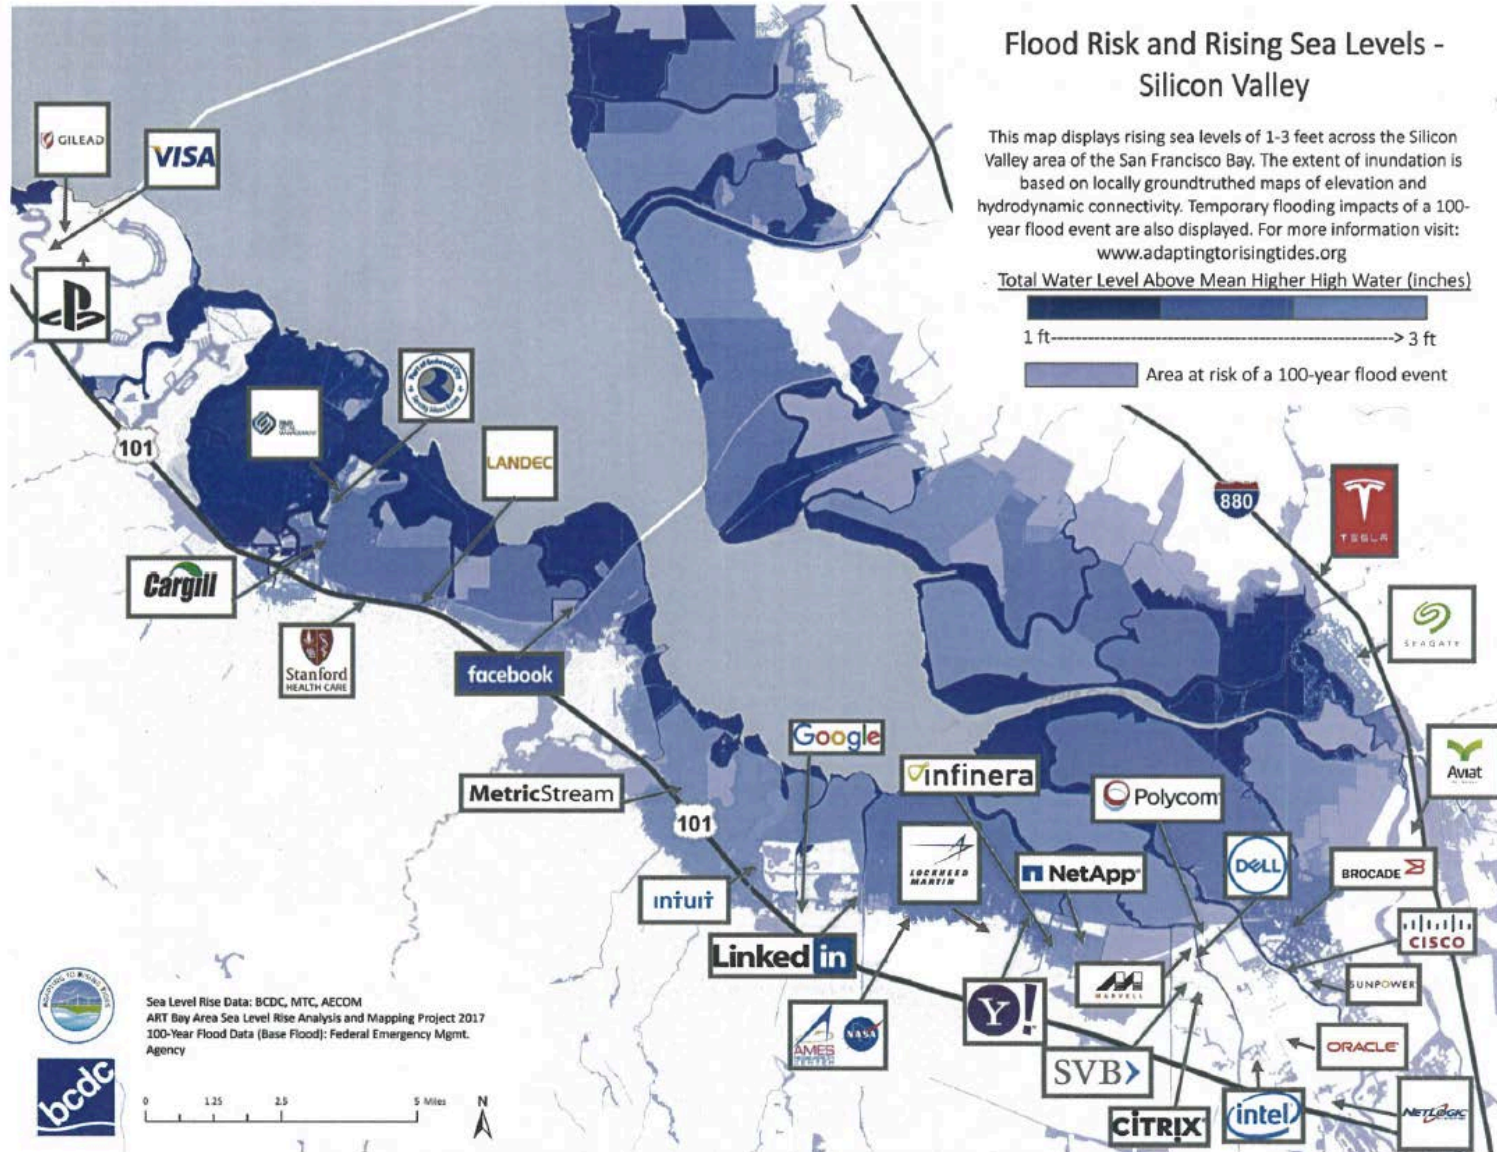 Flood Risk and Rising Sea Levels -
Silicon Valley
This map displays rising sea levels of 1-3 feet across the Silicon
Valley area of the San Francisco Bay. The extent of inundation is
based on locally groundtruthed maps of elevation and
hydrodynamic connectivity. Temporary flooding impacts of a 100-
year flood event are also displayed. For more information visit:
www.adaptingtorisingtides.org
Total Water Level Above Mean Higher High Water (inches)
1 ft-----------------------------------------------> 3 ft
Area at risk of a 100-year flood event
GILEAD
VISA
101
LANDEC
880
TESLA
Cargill
SEAGATE
Stanford
HEALTH CARE
facebook
Google
Aviat
infinera
MetricStream
Polycom
101
LOCKHEED
MARTIN
NetApp
DELL
BROCADE
intuit
CISCO
Linked in
MARVELL
SUNPOWER
Y!
AMES
NASA
ORACLE
SVB>
CITRIX
intel
NETLOGIC
ADAPTING TO RISING TIDES
Sea Level Rise Data: BCDC, MTC, AECOM
ART Bay Area Sea Level Rise Analysis and Mapping Project 2017
100-Year Flood Data (Base Flood): Federal Emergency Mgmt.
Agency
bcdc
0 1.25 2.5 5 Miles
N